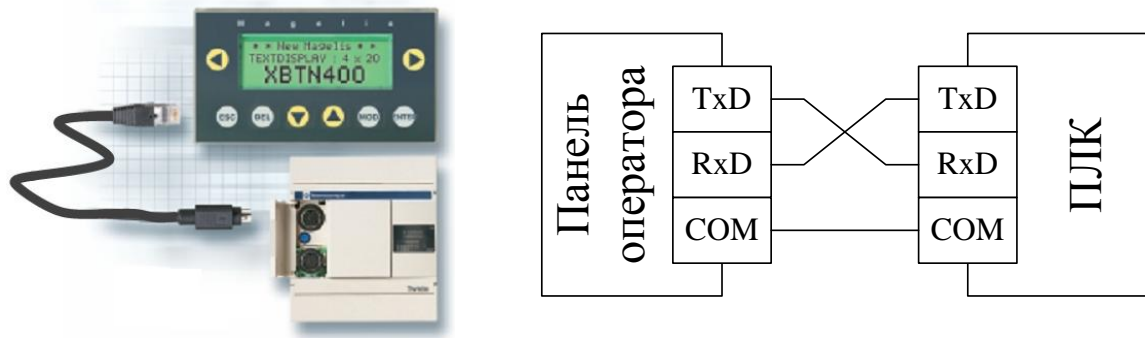 Magelis
* * New Magelis * *
TEXTDISPLAY : 4 x 20
XBTN400
ESC DEL MOD ENTER
Twido
Панель
оператора
TxD
RxD
COM
TxD
RxD
COM
ПЛК